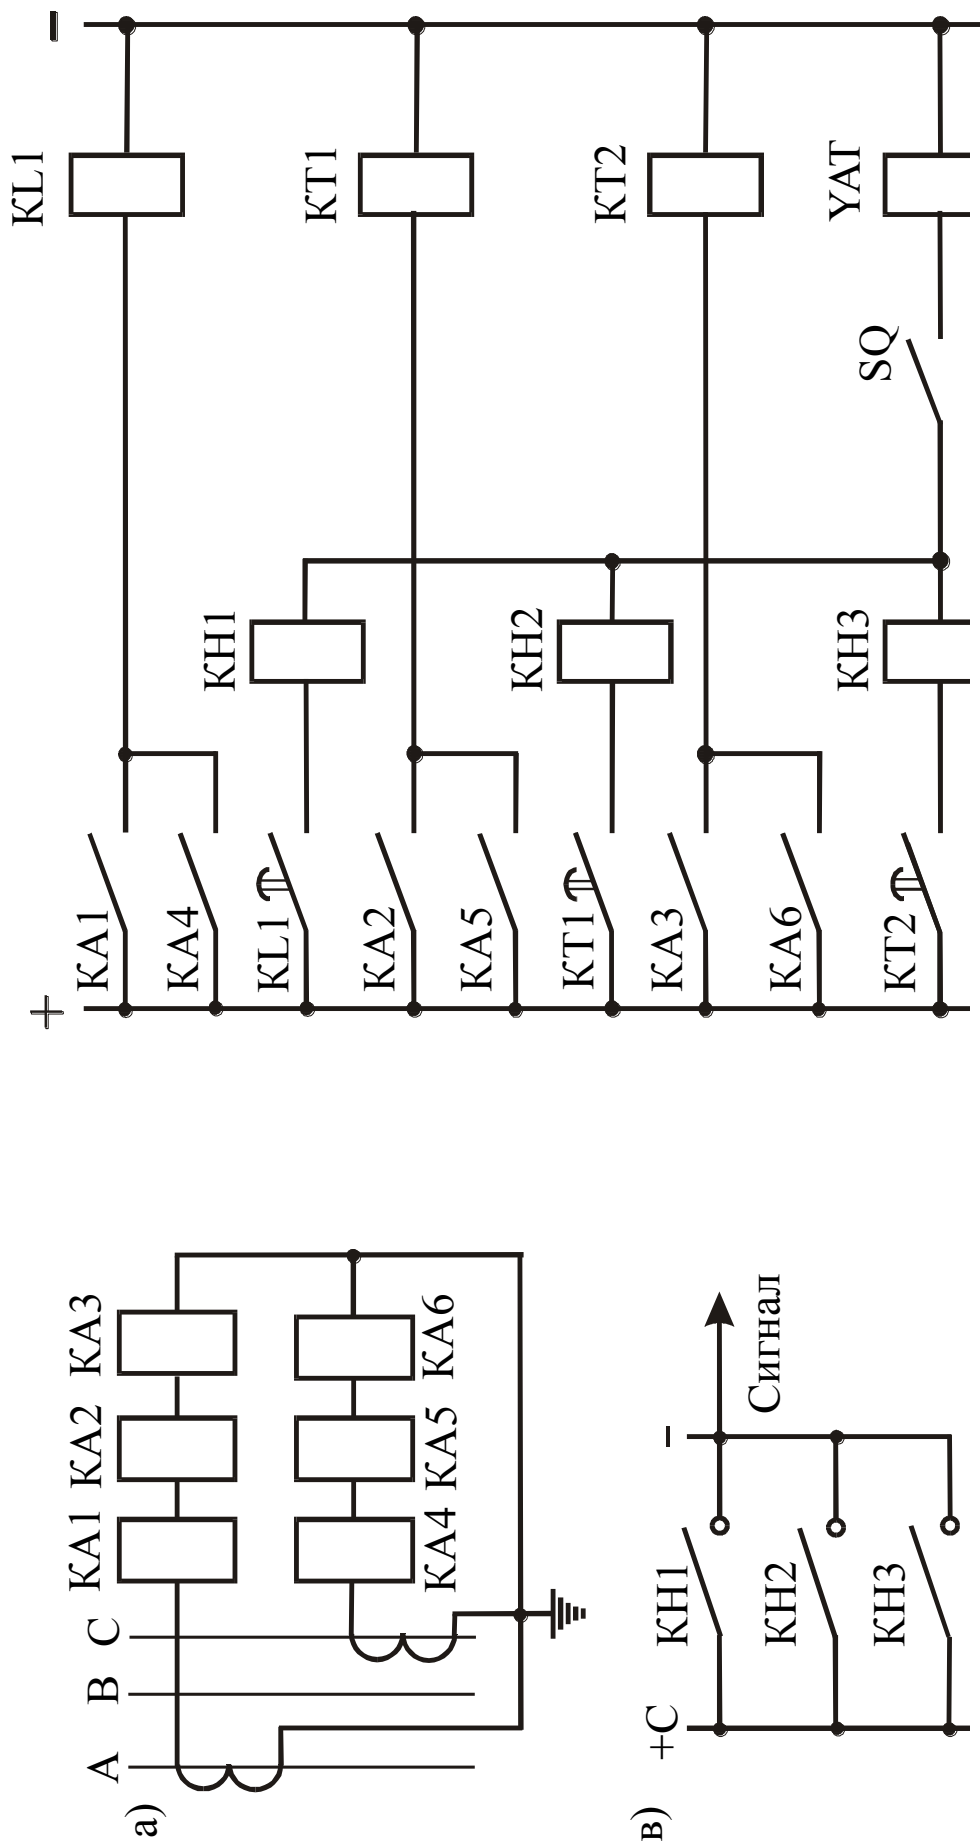 а)
A
B
C
KA1
KA2
KA3
KA4
KA5
KA6
в)
+C
–
KH1
KH2
KH3
Сигнал
+
–
KA1
KL1
KA4
KL1
KH1
KA2
KT1
KA5
KT1
KH2
KA3
KT2
KA6
KT2
KH3
SQ
YAT